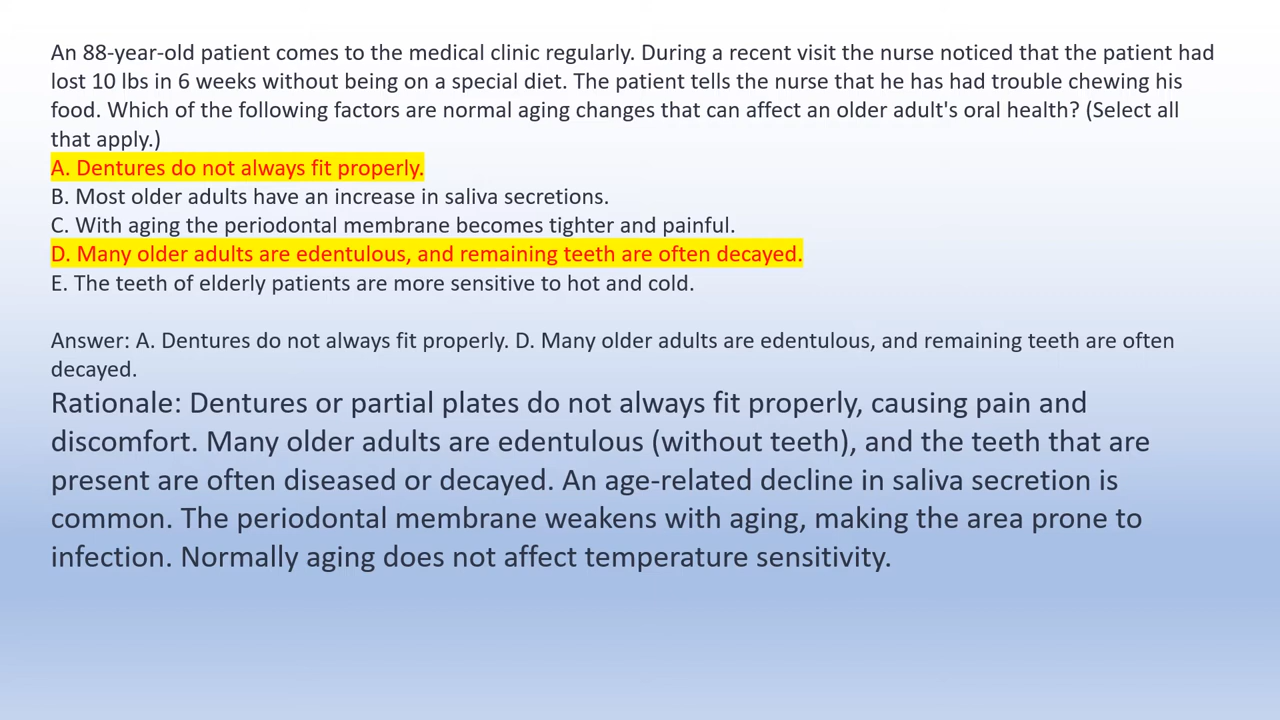 An 88-year-old patient comes to the medical clinic regularly. During a recent visit the nurse noticed that the patient had
lost 10 lbs in 6 weeks without being on a special diet. The patient tells the nurse that he has had trouble chewing his
food. Which of the following factors are normal aging changes that can affect an older adult's oral health? (Select all
that apply.)
A. Dentures do not always fit properly.
B. Most older adults have an increase in saliva secretions.
C. With aging the periodontal membrane becomes tighter and painful.
D. Many older adults are edentulous, and remaining teeth are often decayed.
E. The teeth of elderly patients are more sensitive to hot and cold.
Answer: A. Dentures do not always fit properly. D. Many older adults are edentulous, and remaining teeth are often
decayed.
Rationale: Dentures or partial plates do not always fit properly, causing pain and
discomfort. Many older adults are edentulous (without teeth), and the teeth that are
present are often diseased or decayed. An age-related decline in saliva secretion is
common. The periodontal membrane weakens with aging, making the area prone to
infection. Normally aging does not affect temperature sensitivity.